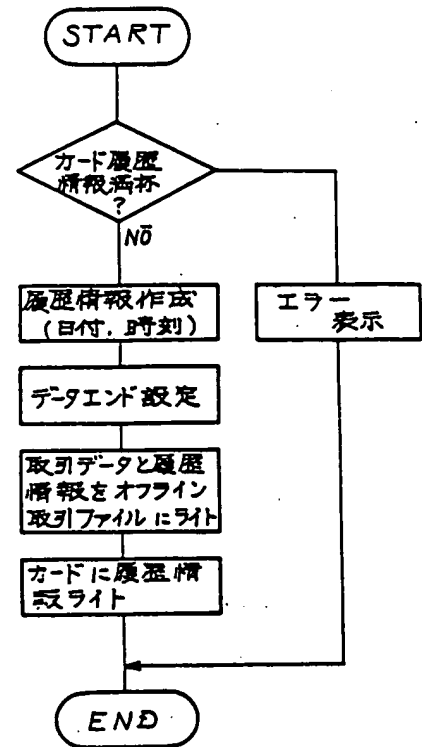 START
カード履歴
情報満杯
?
NO
履歴情報作成
(日付.時刻)
エラー
表示
データエンド設定
取引データと履歴
情報をオフライン
取引ファイルにライト
カードに履歴情
報ライト
END